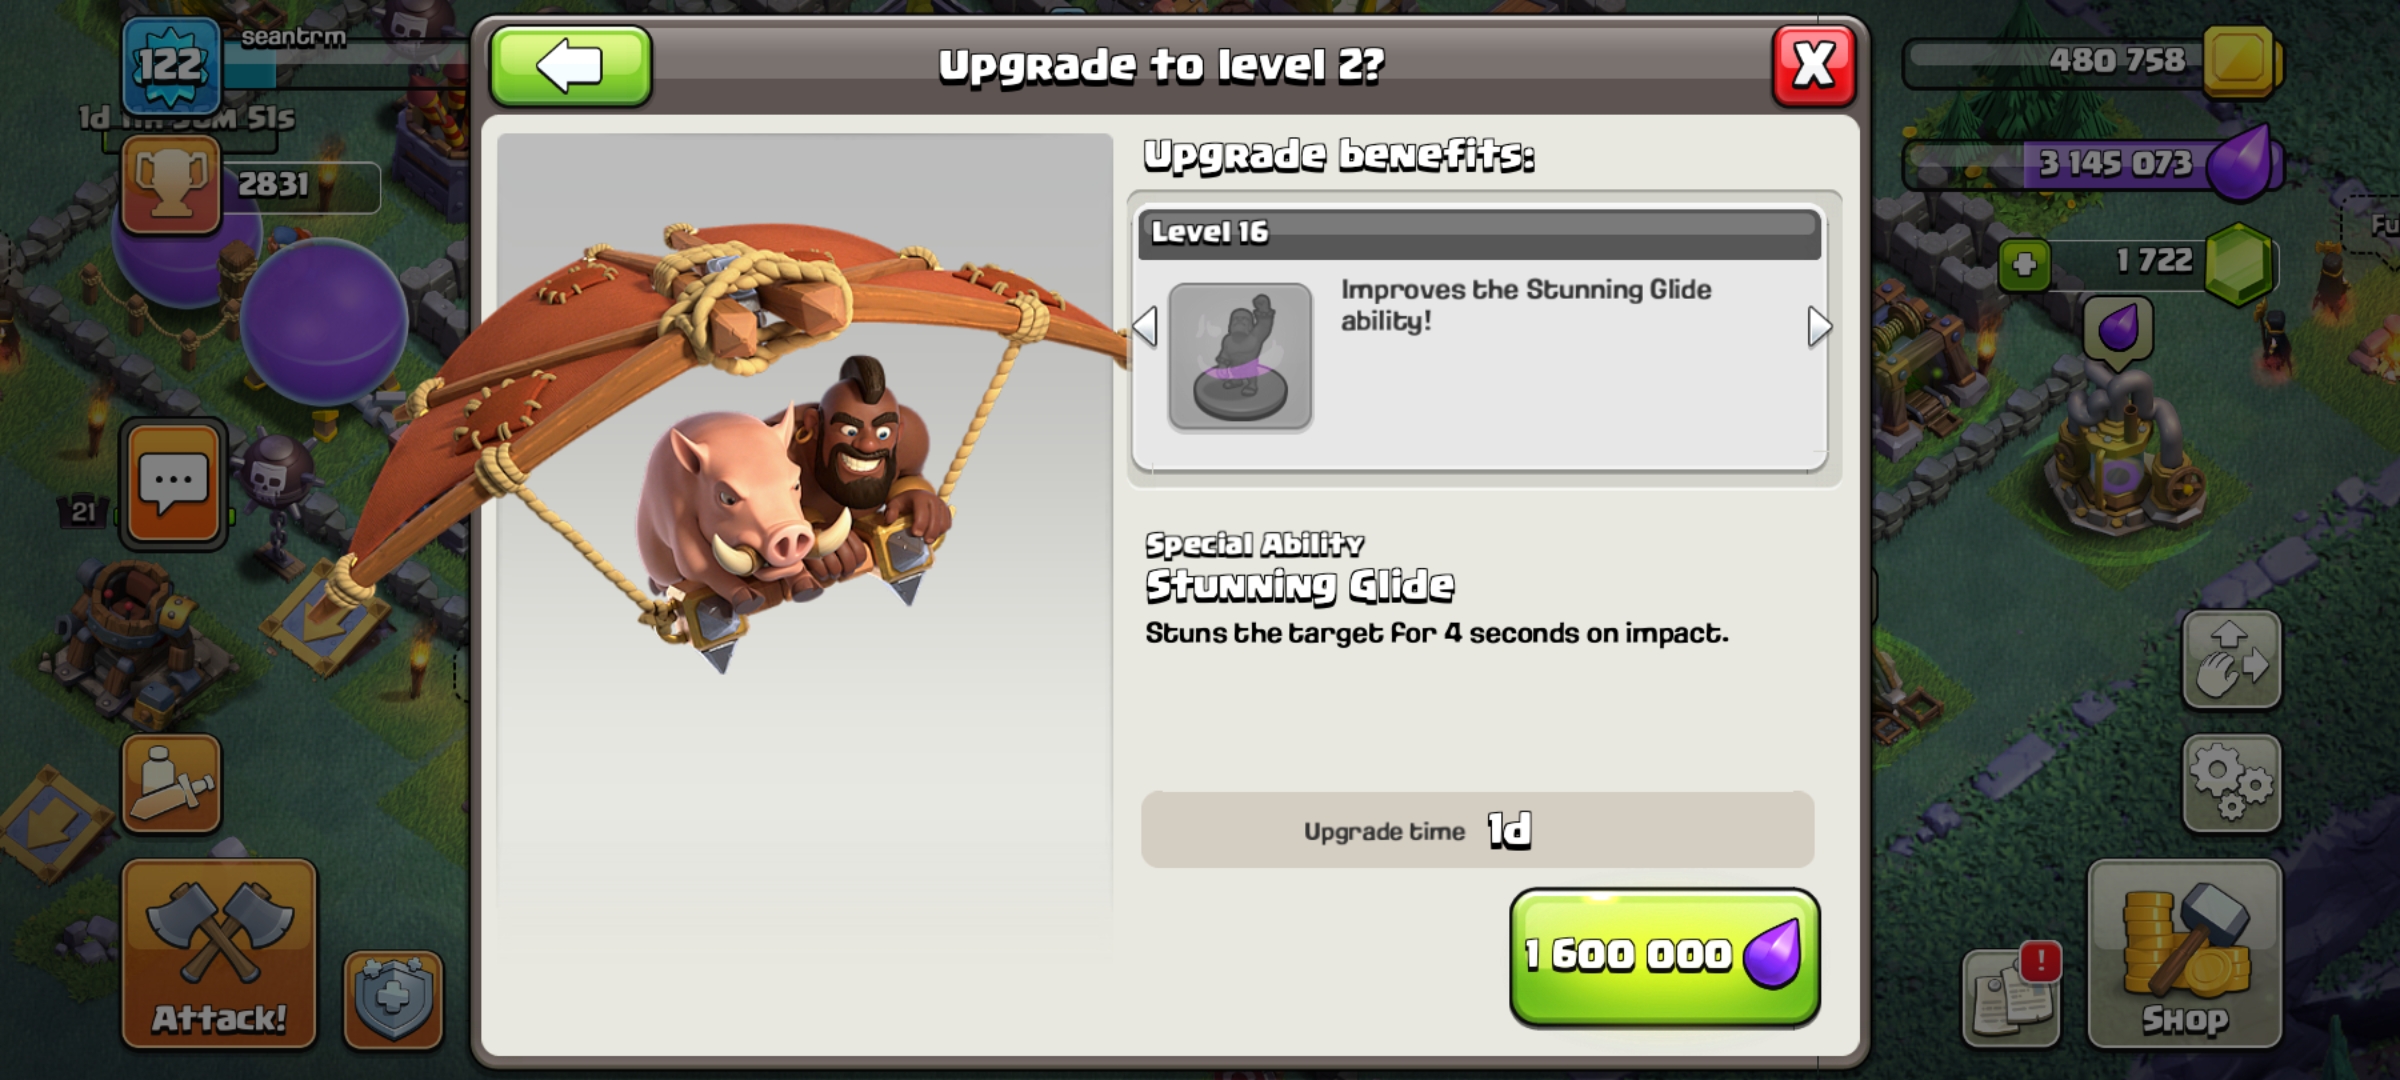 122
seantrm
2831
21
Attack!
Upgrade to level 2?
X
Upgrade benefits:
Level 16
Improves the Stunning Glide
ability!
Special Ability
Stunning Glide
Stuns the target for 4 seconds on impact.
Upgrade time 1d
1 600 000
480 758
3 145 073
1 722
Fu
!
Shop